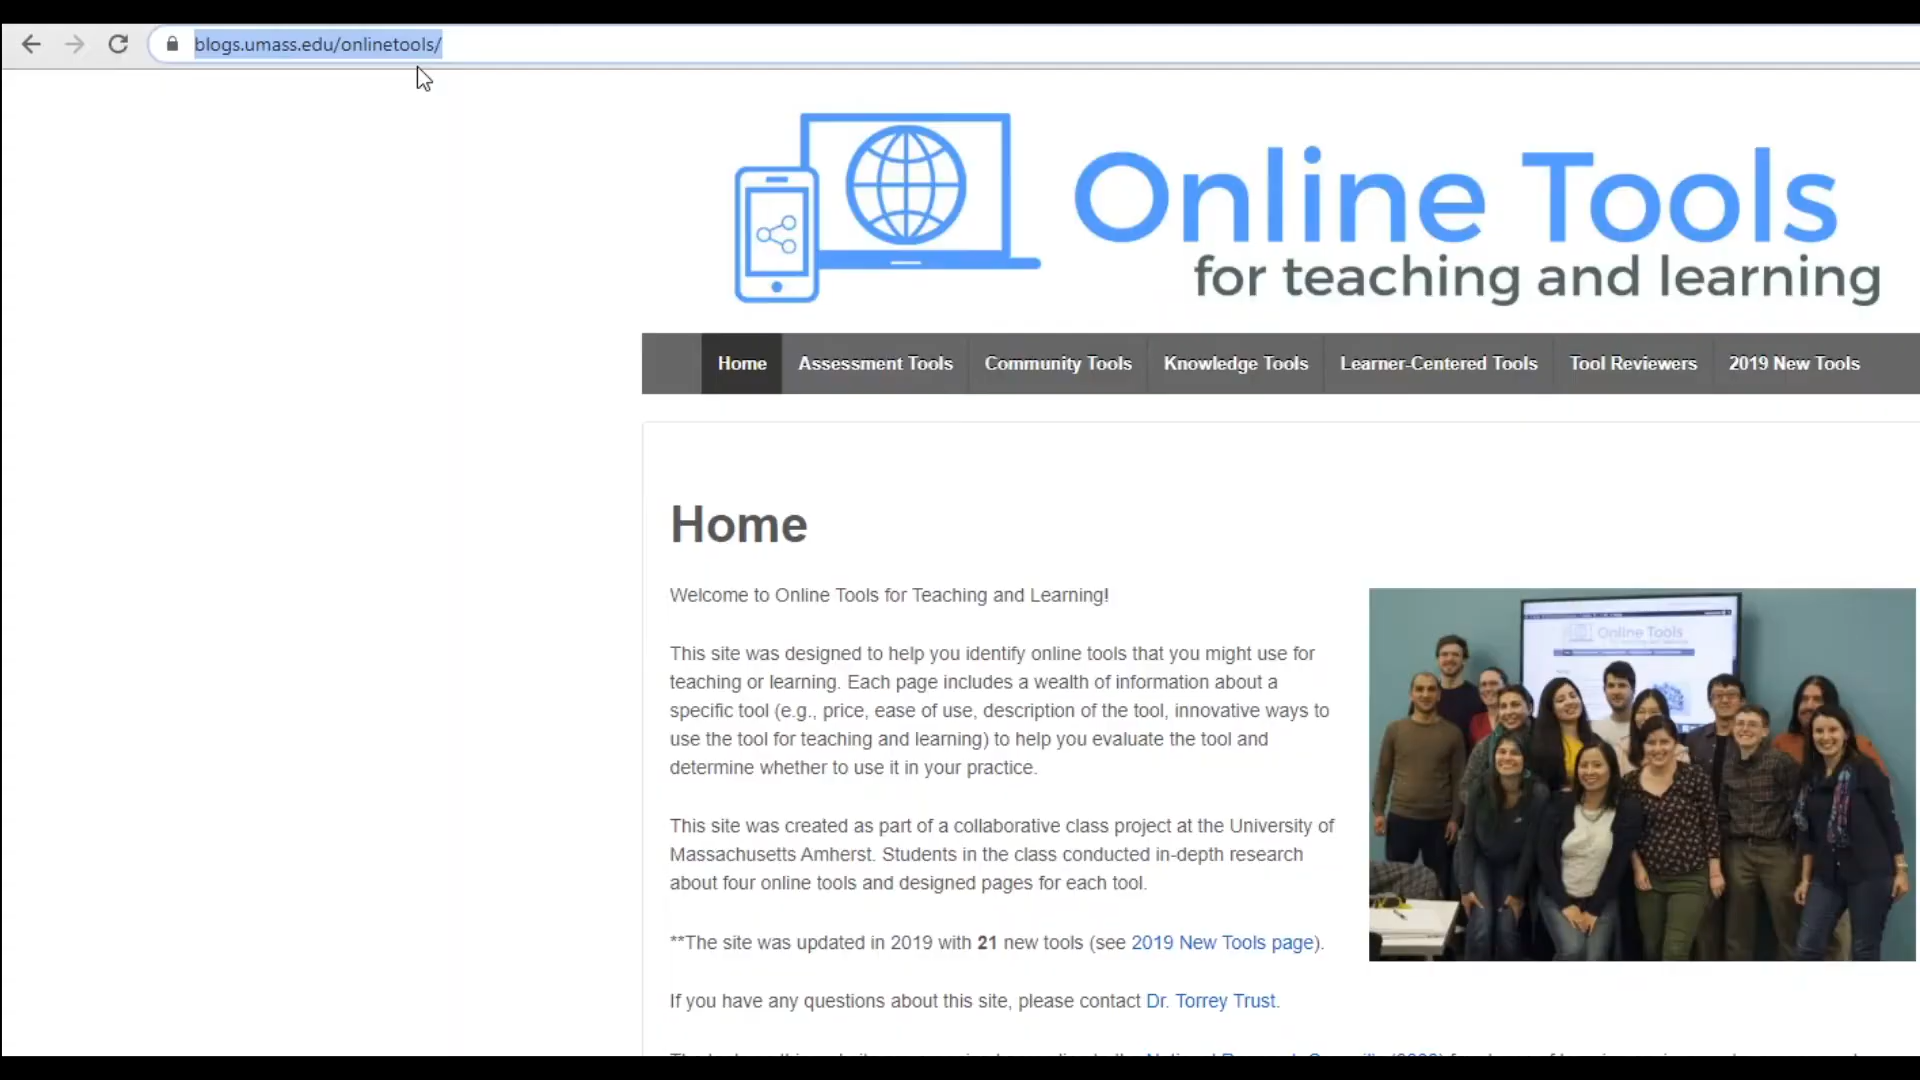 blogs.umass.edu/onlinetools/
Online Tools
for teaching and learning
Home Assessment Tools Community Tools Knowledge Tools Learner-Centered Tools Tool Reviewers 2019 New Tools
Home
Welcome to Online Tools for Teaching and Learning!
This site was designed to help you identify online tools that you might use for
teaching or learning. Each page includes a wealth of information about a
specific tool (e.g., price, ease of use, description of the tool, innovative ways to
use the tool for teaching and learning) to help you evaluate the tool and
determine whether to use it in your practice.
Online Tools
This site was created as part of a collaborative class project at the University of
Massachusetts Amherst. Students in the class conducted in-depth research
about four online tools and designed pages for each tool.
**The site was updated in 2019 with 21 new tools (see 2019 New Tools page).
If you have any questions about this site, please contact Dr. Torrey Trust.